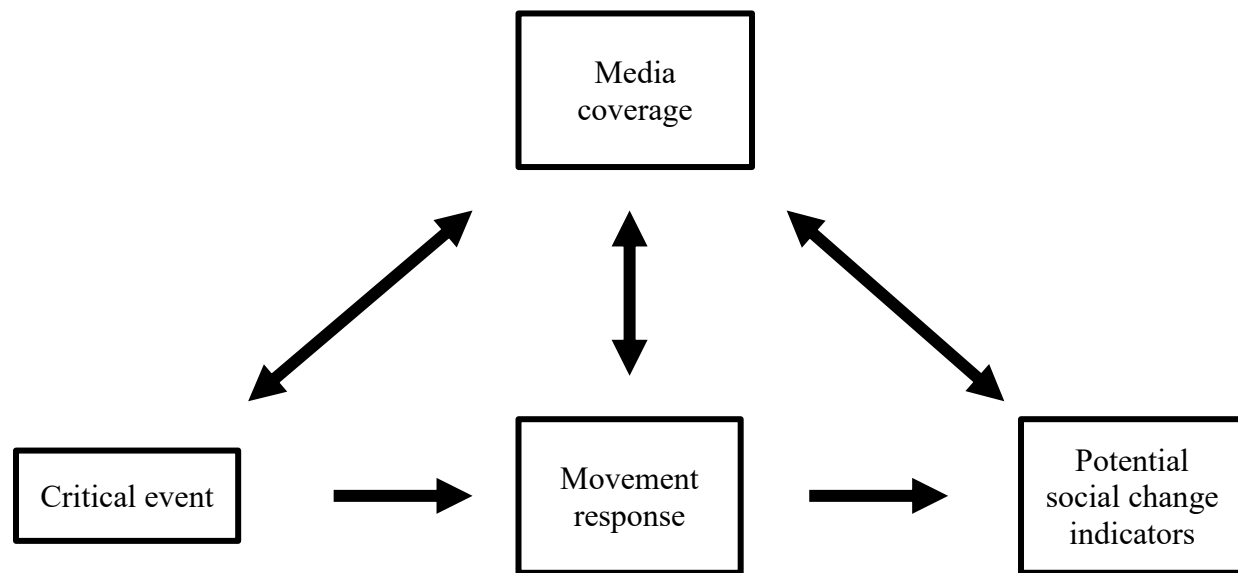 Media
coverage
Critical event
Movement
response
Potential
social change
indicators